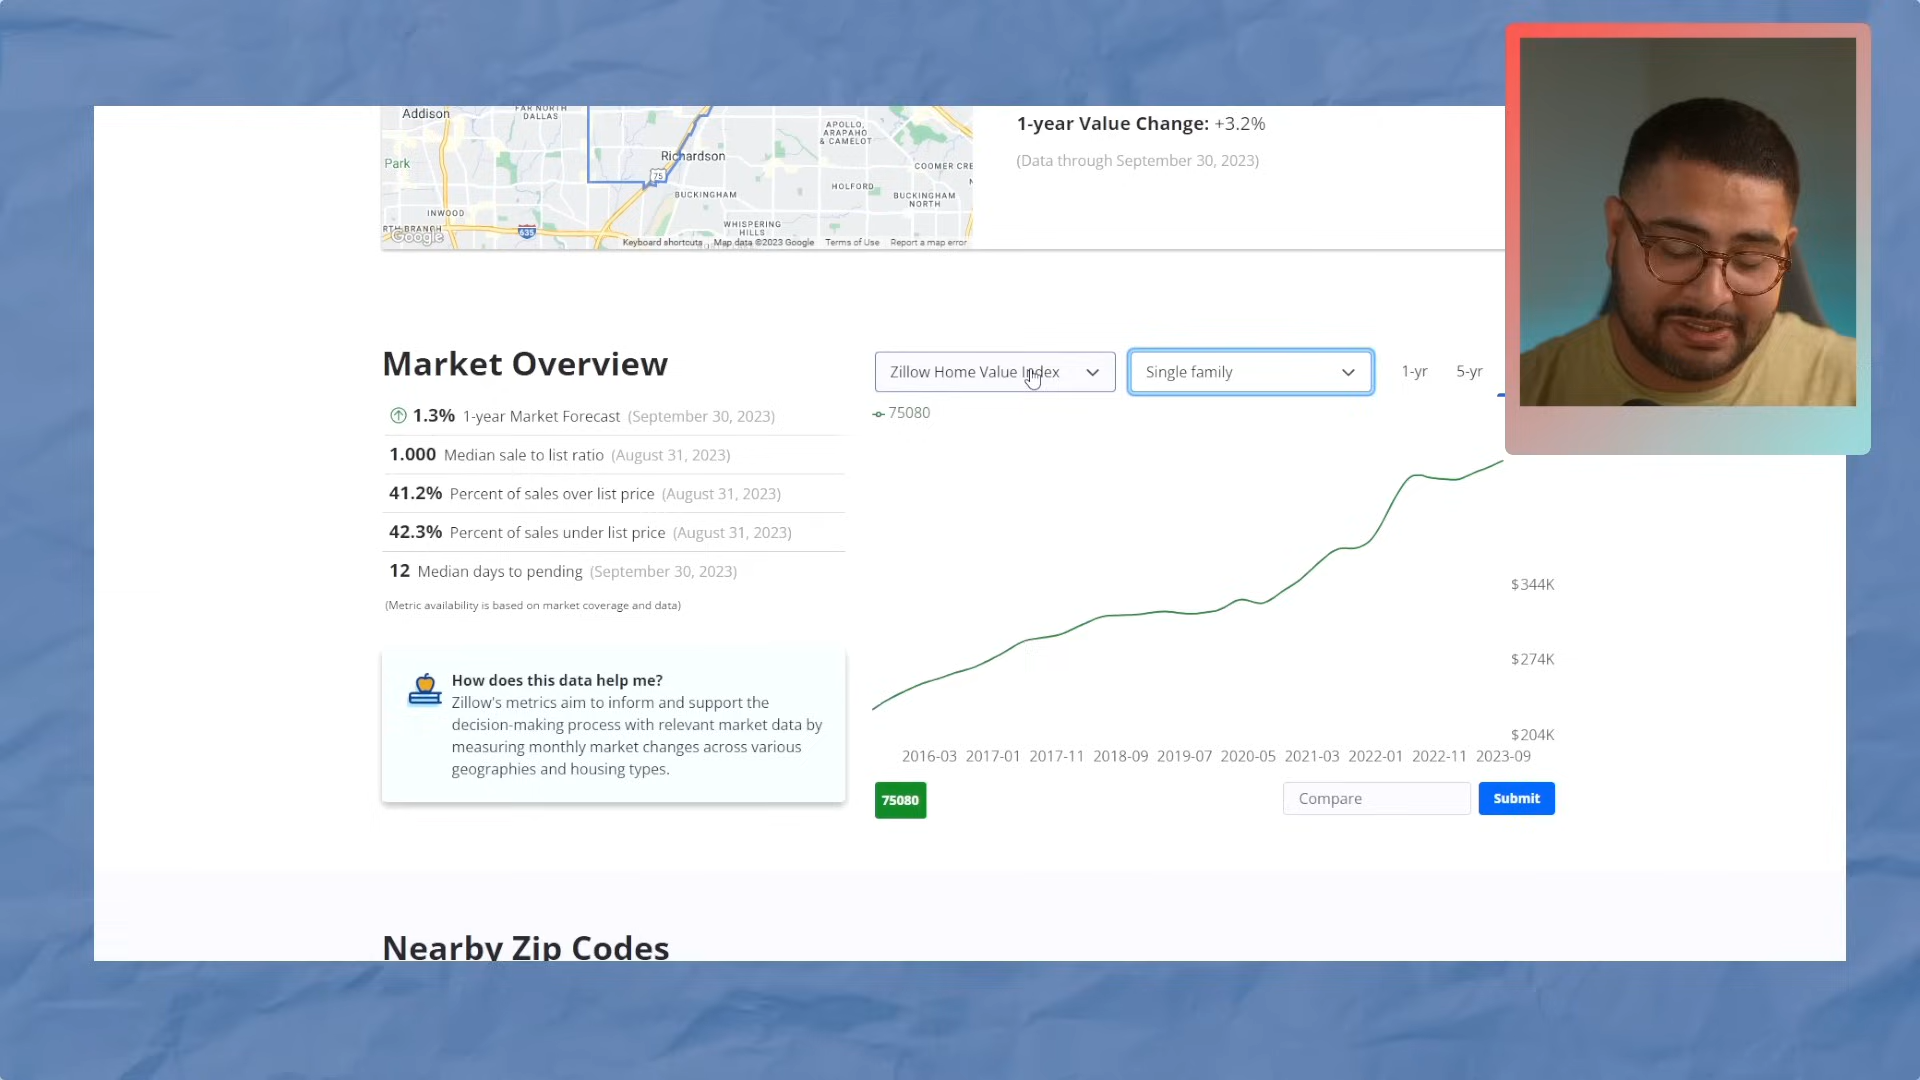 Addison
FAR NORTH
DALLAS
APOLLO,
ARAPAHO
& CAMELOT
Park
Richardson
75
COOMER CRE
BUCKINGHAM
HOLFORD
BUCKINGHAM
NORTH
INWOOD
RTH BRANCH
635
WHISPERING
HILLS
Google
Keyboard shortcuts Map data ©2023 Google Terms of Use Report a map error
1-year Value Change: +3.2%
(Data through September 30, 2023)
Market Overview
1.3% 1-year Market Forecast (September 30, 2023)
1.000 Median sale to list ratio (August 31, 2023)
41.2% Percent of sales over list price (August 31, 2023)
42.3% Percent of sales under list price (August 31, 2023)
12 Median days to pending (September 30, 2023)
(Metric availability is based on market coverage and data)
How does this data help me?
Zillow's metrics aim to inform and support the
decision-making process with relevant market data by
measuring monthly market changes across various
geographies and housing types.
Zillow Home Value Index
Single family
1-yr 5-yr
75080
$344K
$274K
$204K
2016-03 2017-01 2017-11 2018-09 2019-07 2020-05 2021-03 2022-01 2022-11 2023-09
75080
Compare
Submit
Nearby Zip Codes